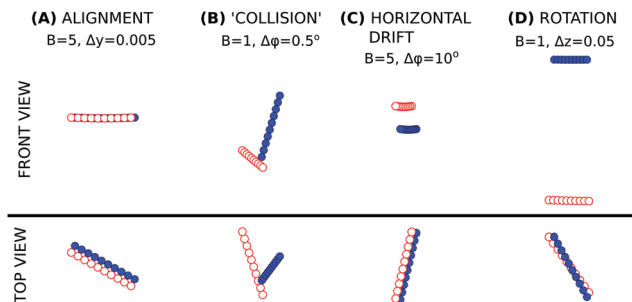 (A) ALIGNMENT
B=5, Δy=0.005
(B) 'COLLISION'
B=1, Δφ=0.5°
(C) HORIZONTAL
DRIFT
B=5, Δφ=10°
(D) ROTATION
B=1, Δz=0.05
FRONT VIEW
TOP VIEW